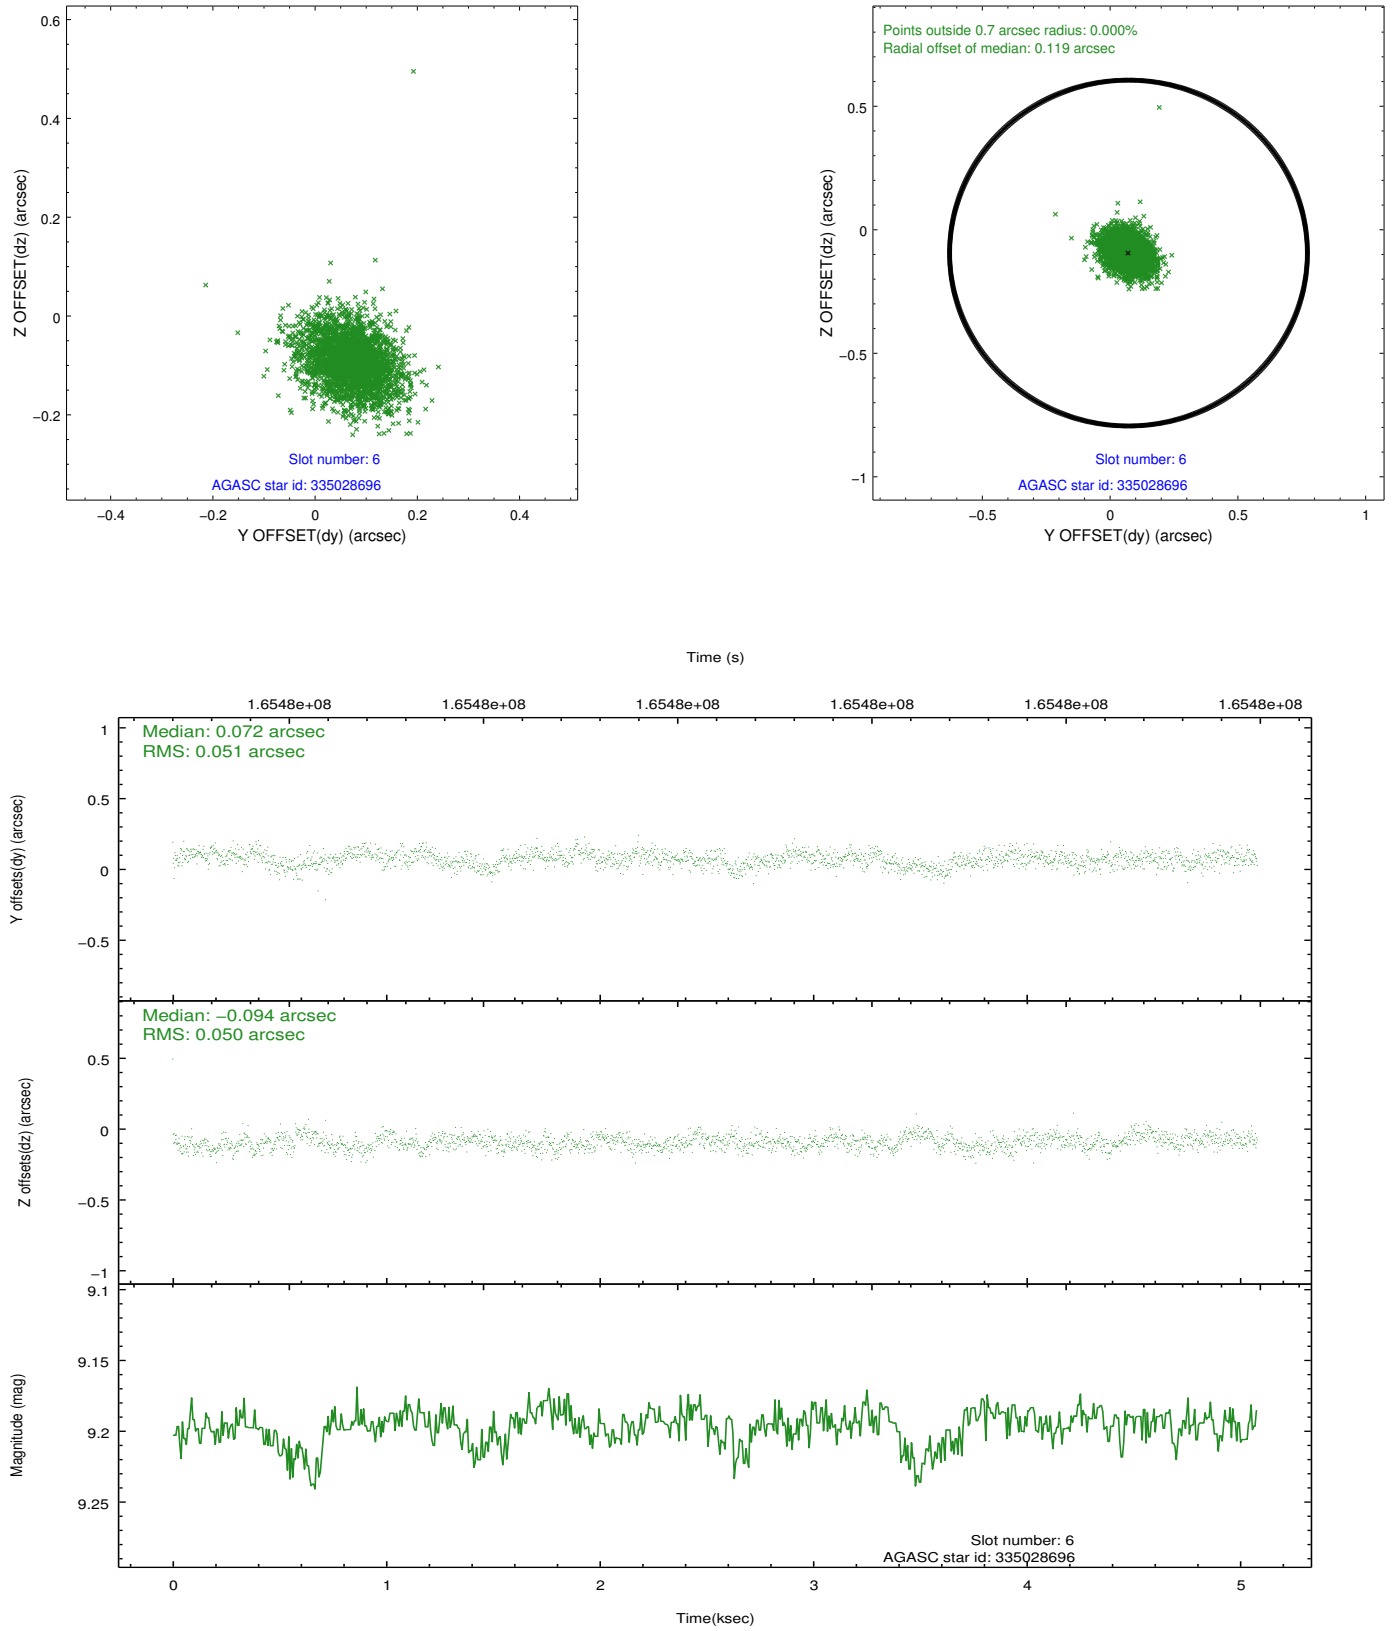 0.6
0.4
0.2
0
−0.2
Z OFFSET(dz) (arcsec)
Slot number: 6
AGASC star id: 335028696
−0.4 −0.2 0 0.2 0.4
Y OFFSET(dy) (arcsec)
Points outside 0.7 arcsec radius: 0.000%
Radial offset of median: 0.119 arcsec
0.5
0
−0.5
−1
Z OFFSET(dz) (arcsec)
Slot number: 6
AGASC star id: 335028696
−0.5 0 0.5 1
Y OFFSET(dy) (arcsec)
Time (s)
1.6548e+08 1.6548e+08 1.6548e+08 1.6548e+08 1.6548e+08 1.6548e+08
Median: 0.072 arcsec
RMS: 0.051 arcsec
1
0.5
0
−0.5
Y offsets(dy) (arcsec)
Median: −0.094 arcsec
RMS: 0.050 arcsec
0.5
0
−0.5
−1
Z offsets(dz) (arcsec)
9.1
9.15
9.2
9.25
Magnitude (mag)
Slot number: 6
AGASC star id: 335028696
0 1 2 3 4 5
Time(ksec)